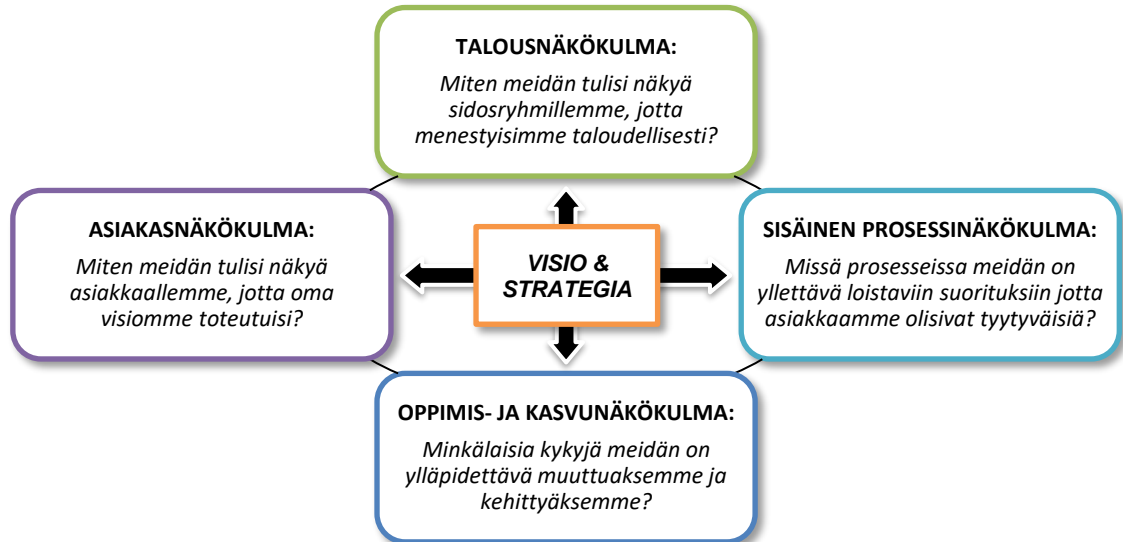 TALOUSNÄKÖKULMA:
Miten meidän tulisi näkyä
sidosryhmillemme, jotta
menestyisimme taloudellisesti?
ASIAKASNÄKÖKULMA:
Miten meidän tulisi näkyä
asiakkaallemme, jotta oma
visiomme toteutuisi?
VISIO &
STRATEGIA
SISÄINEN PROSESSINÄKÖKULMA:
Missä prosesseissa meidän on
yllettävä loistaviin suorituksiin jotta
asiakkaamme olisivat tyytyväisiä?
OPPIMIS- JA KASVUNÄKÖKULMA:
Minkälaisia kykyjä meidän on
ylläpidettävä muuttuaksemme ja
kehittyäksemme?